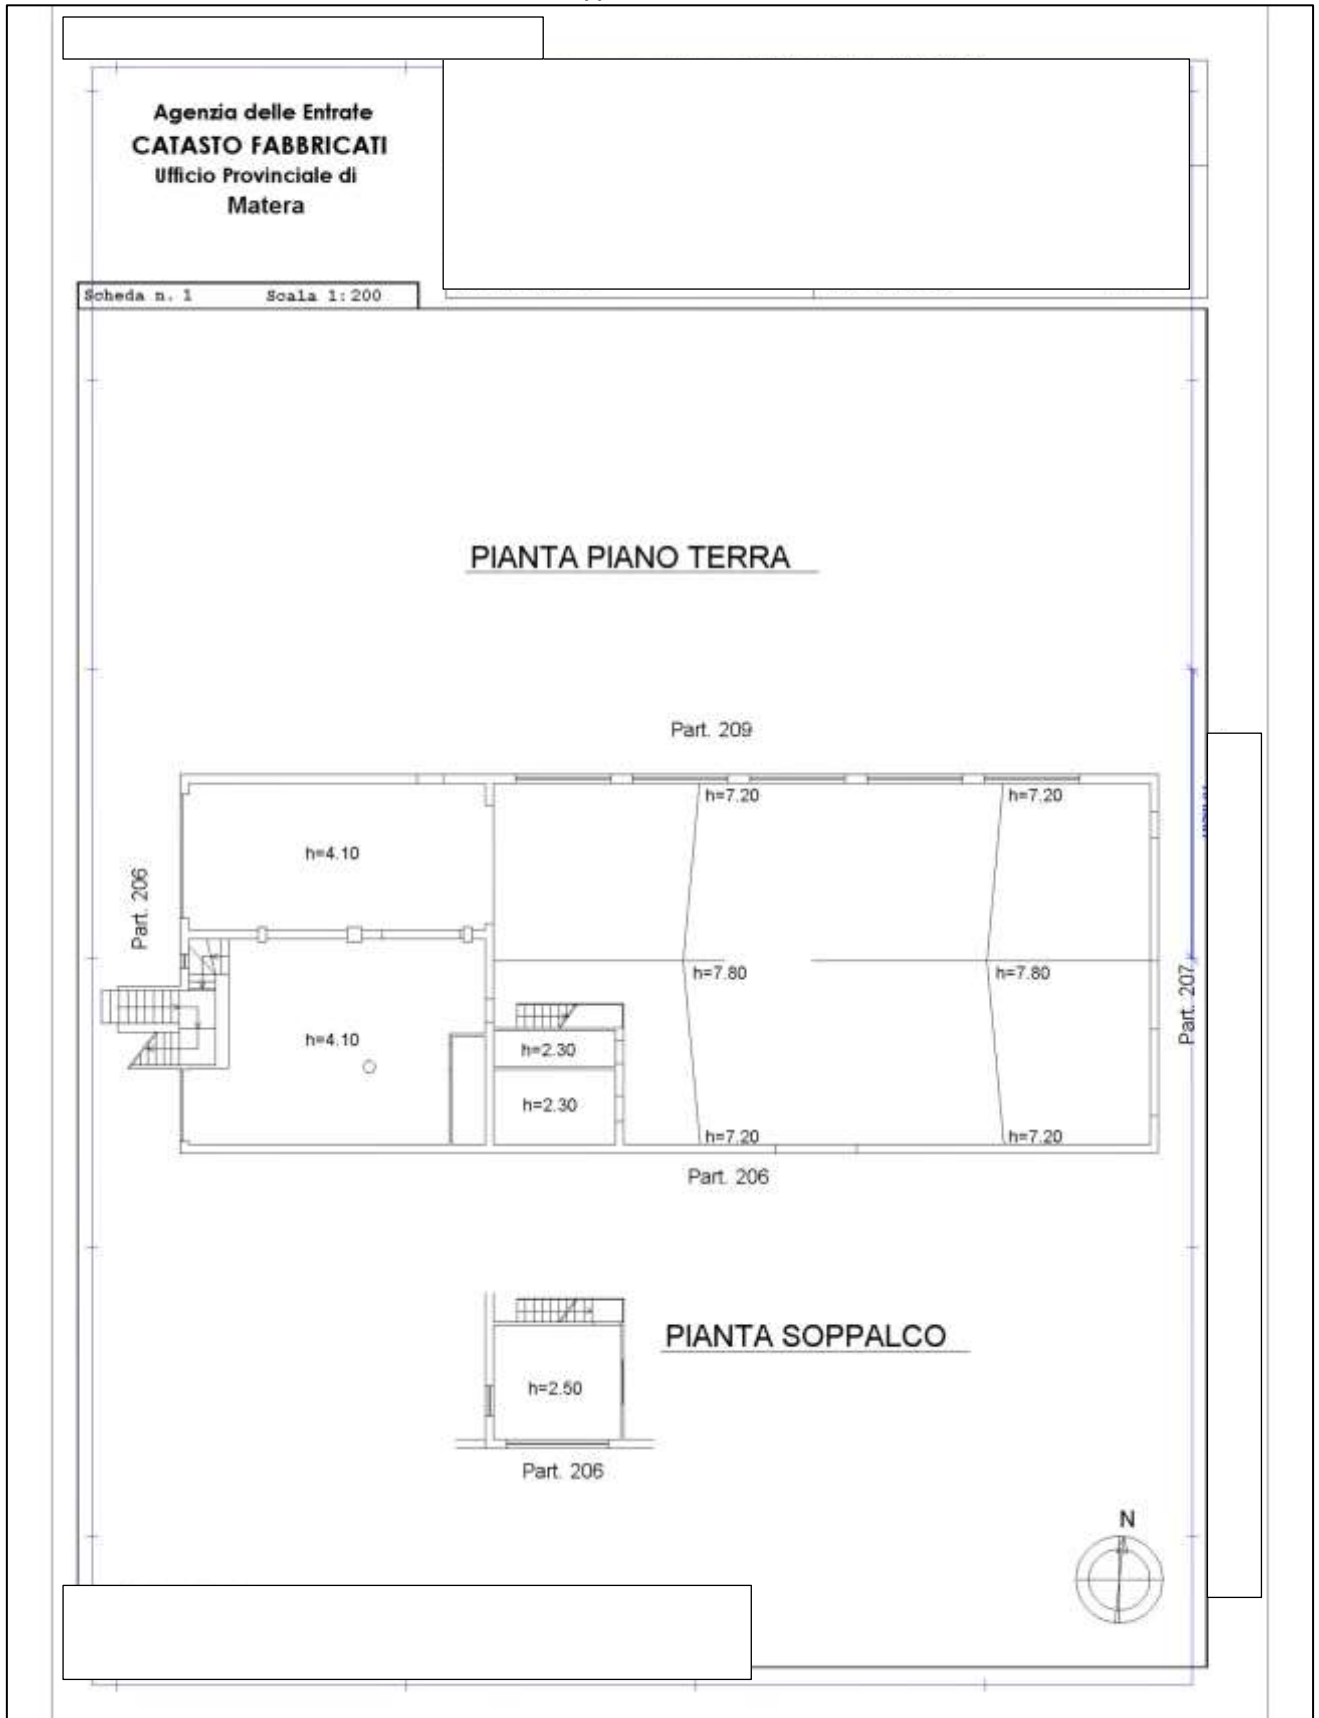 Agenzia delle Entrate
CATASTO FABBRICATI
Ufficio Provinciale di
Matera
Scheda n. 1 Scala 1:200
PIANTA PIANO TERRA
Part. 209
h=7.20 h=7.20
h=4.10
Part. 206
h=7.80 h=7.80
Part. 207
h=4.10
h=2.30
h=2.30
h=7.20 h=7.20
Part. 206
PIANTA SOPPALCO
h=2.50
Part. 206
N